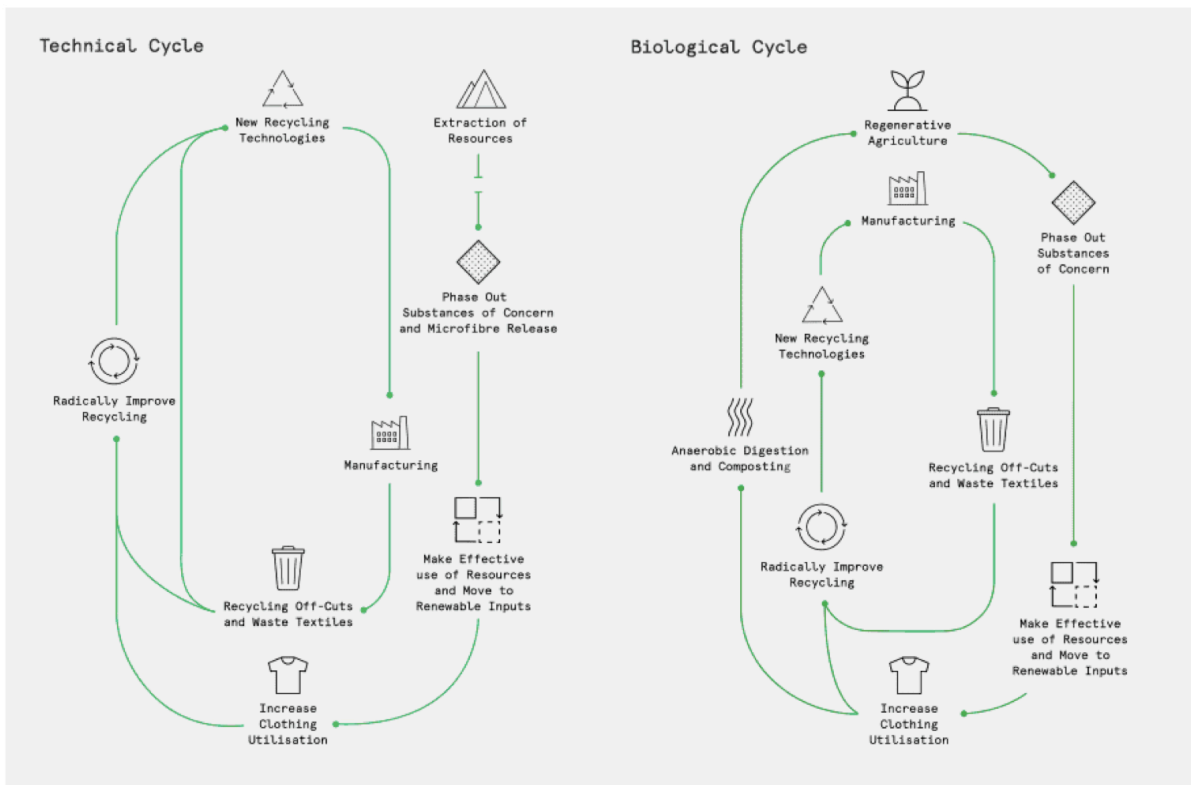 Technical Cycle
New Recycling
Technologies
Extraction of
Resources
Phase Out
Substances of Concern
and Microfibre Release
Radically Improve
Recycling
Manufacturing
Make Effective
use of Resources
and Move to
Renewable Inputs
Recycling Off-Cuts
and Waste Textiles
Increase
Clothing
Utilisation
Biological Cycle
Regenerative
Agriculture
Manufacturing
Phase Out
Substances
of Concern
New Recycling
Technologies
Anaerobic Digestion
and Composting
Recycling Off-Cuts
and Waste Textiles
Radically Improve
Recycling
Make Effective
use of Resources
and Move to
Renewable Inputs
Increase
Clothing
Utilisation